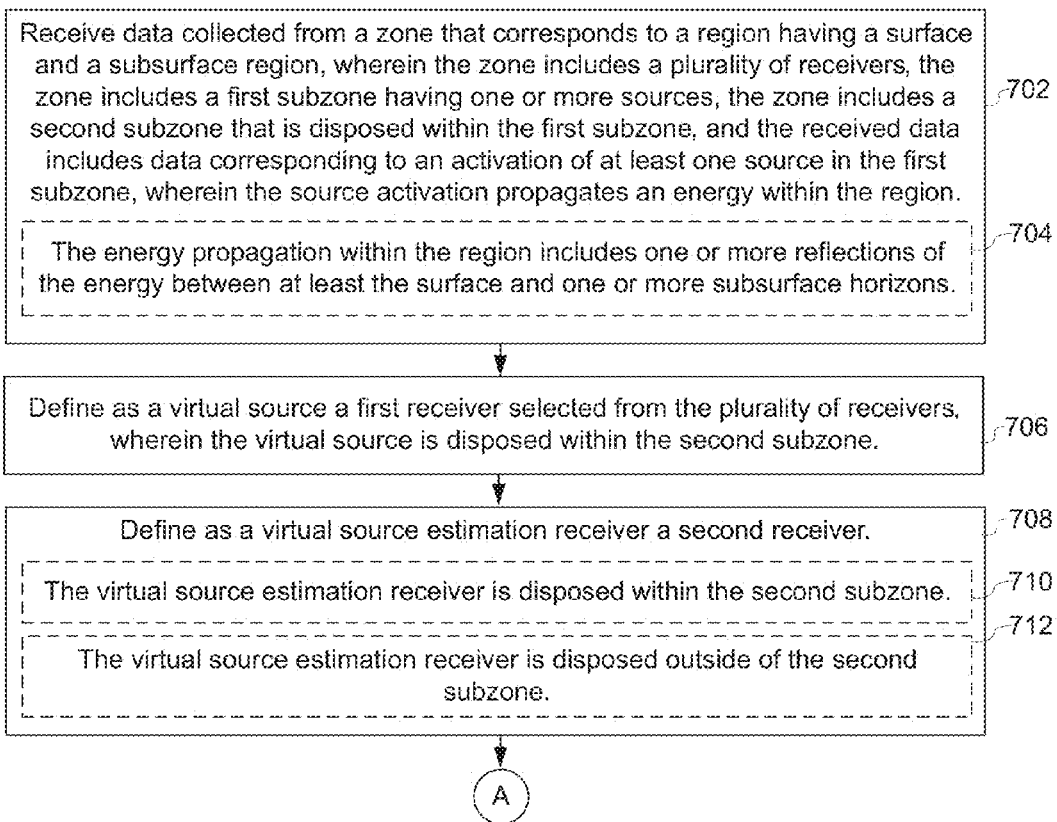 Receive data collected from a zone that corresponds to a region having a surface
and a subsurface region, wherein the zone includes a plurality of receivers, the
zone includes a first subzone having one or more sources, the zone includes a
second subzone that is disposed within the first subzone, and the received data
includes data corresponding to an activation of at least one source in the first
subzone, wherein the source activation propagates an energy within the region.
702
The energy propagation within the region includes one or more reflections of
the energy between at least the surface and one or more subsurface horizons.
704
Define as a virtual source a first receiver selected from the plurality of receivers,
wherein the virtual source is disposed within the second subzone.
706
Define as a virtual source estimation receiver a second receiver.
708
The virtual source estimation receiver is disposed within the second subzone.
710
712
The virtual source estimation receiver is disposed outside of the second
subzone.
A